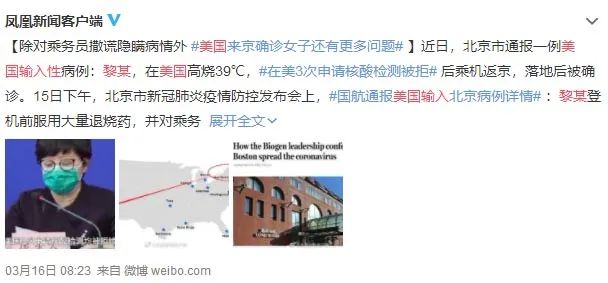 凤凰新闻客户端
【除对乘务员撒谎隐瞒病情外 #美国来京确诊女子还有更多问题# 】近日，北京市通报一例美
国输入性病例：黎某，在美国高烧39℃，#在美3次申请核酸检测被拒# 后乘机返京，落地后被确
诊。15日下午，北京市新冠肺炎疫情防控发布会上，#国航通报美国输入北京病例详情# ：黎某登
机前服用大量退烧药，并对乘务 展开全文
How the Biogen leadership conf
Boston spread the coronavirus
03月16日 08:23 来自 微博 weibo.com